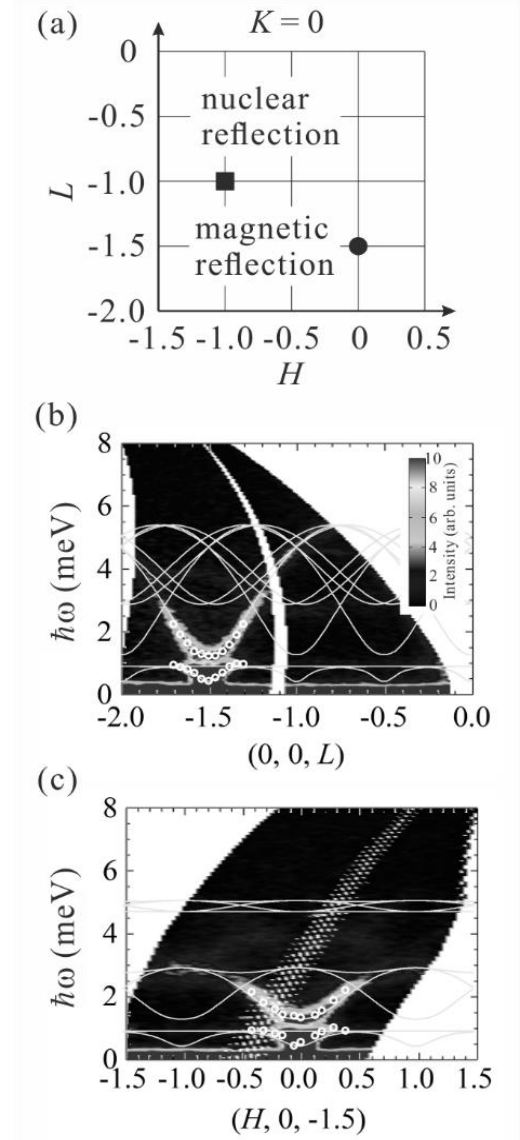 (a)
K = 0
0
-0.5
-1.0
-1.5
-2.0
L
nuclear
reflection
magnetic
reflection
-1.5 -1.0 -0.5 0 0.5
H
(b)
8
6
4
2
0
ħω (meV)
10
8
6
4
2
0
Intensity (arb. units)
-2.0 -1.5 -1.0 -0.5 0.0
(0, 0, L)
(c)
8
6
4
2
0
ħω (meV)
-1.5 -1.0 -0.5 0.0 0.5 1.0 1.5
(H, 0, -1.5)